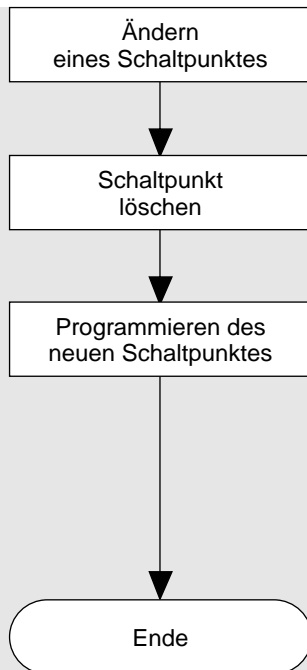 Ändern
eines Schaltpunktes
Schaltpunkt
löschen
Programmieren des
neuen Schaltpunktes
Ende